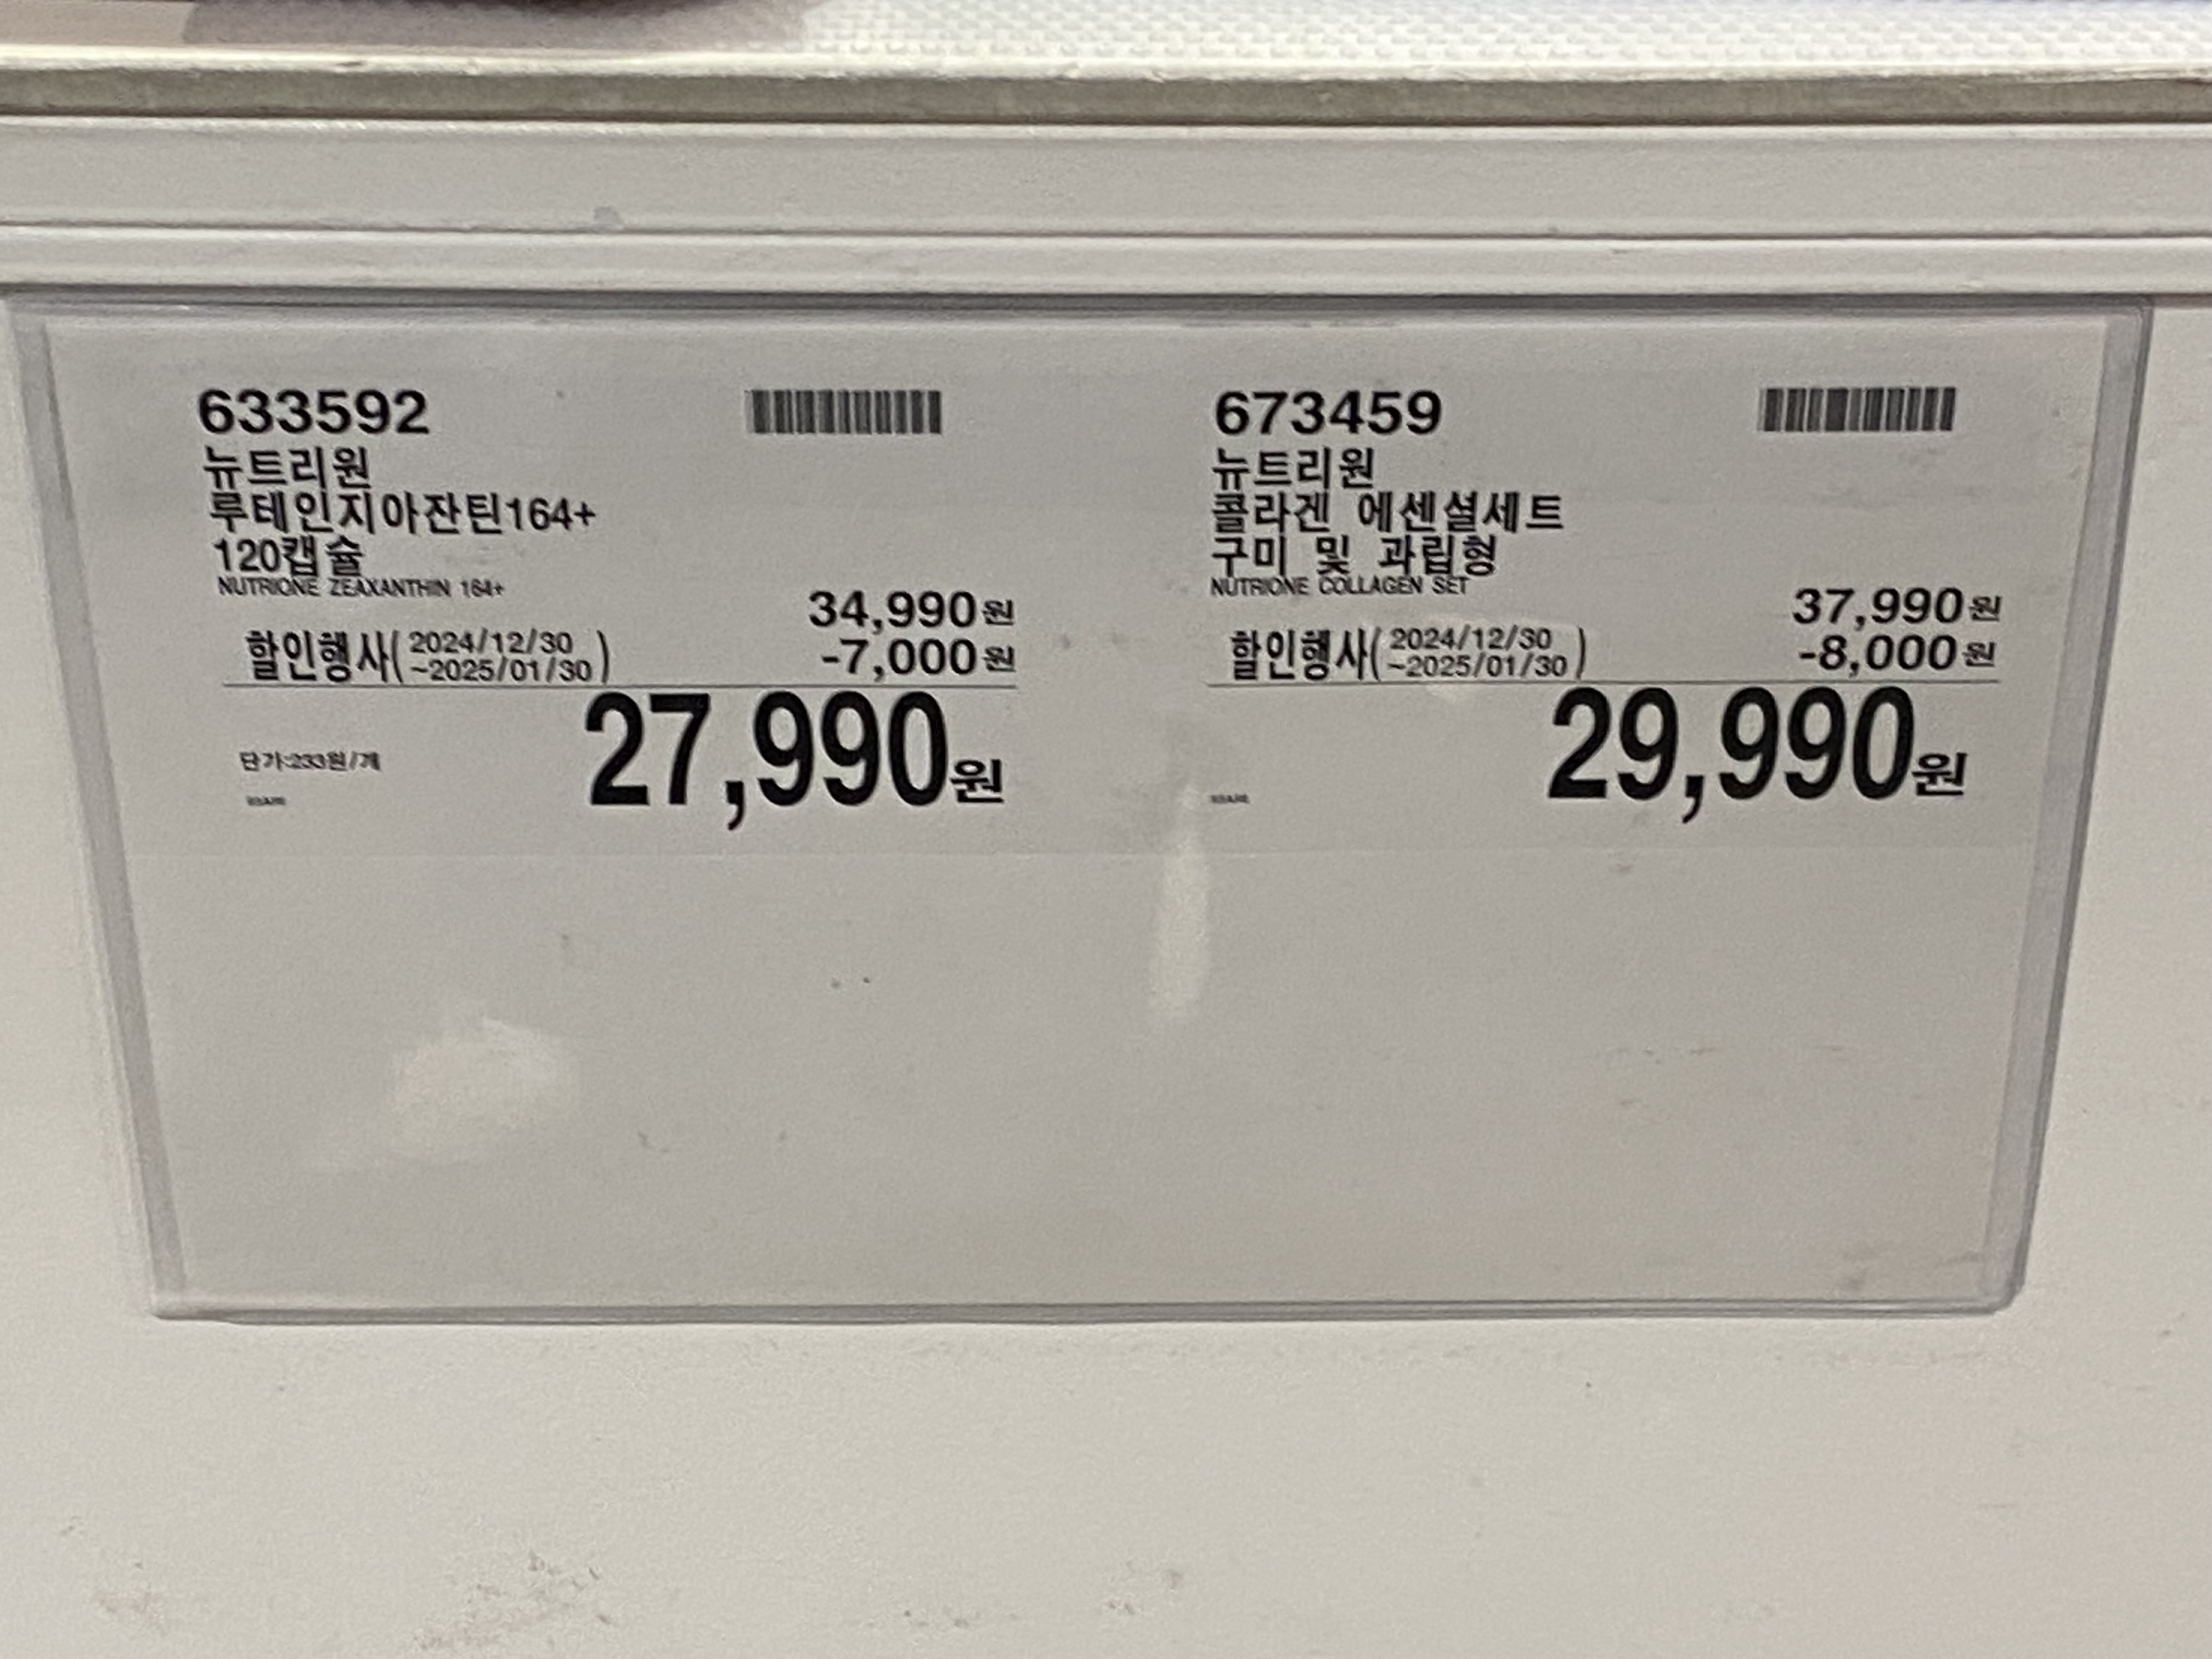 633592
뉴트리원
루테인지아잔틴164+
120캡슐
NUTRIONE ZEAXANTHIN 164+
34,990원
할인행사( 2024/12/30
~2025/01/30 )
-7,000원
27,990원
단가:233원/개
673459
뉴트리원
콜라겐 에센셜세트
구미 및 과립형
NUTRIONE COLLAGEN SET
37,990원
할인행사( 2024/12/30
~2025/01/30 )
-8,000원
29,990원